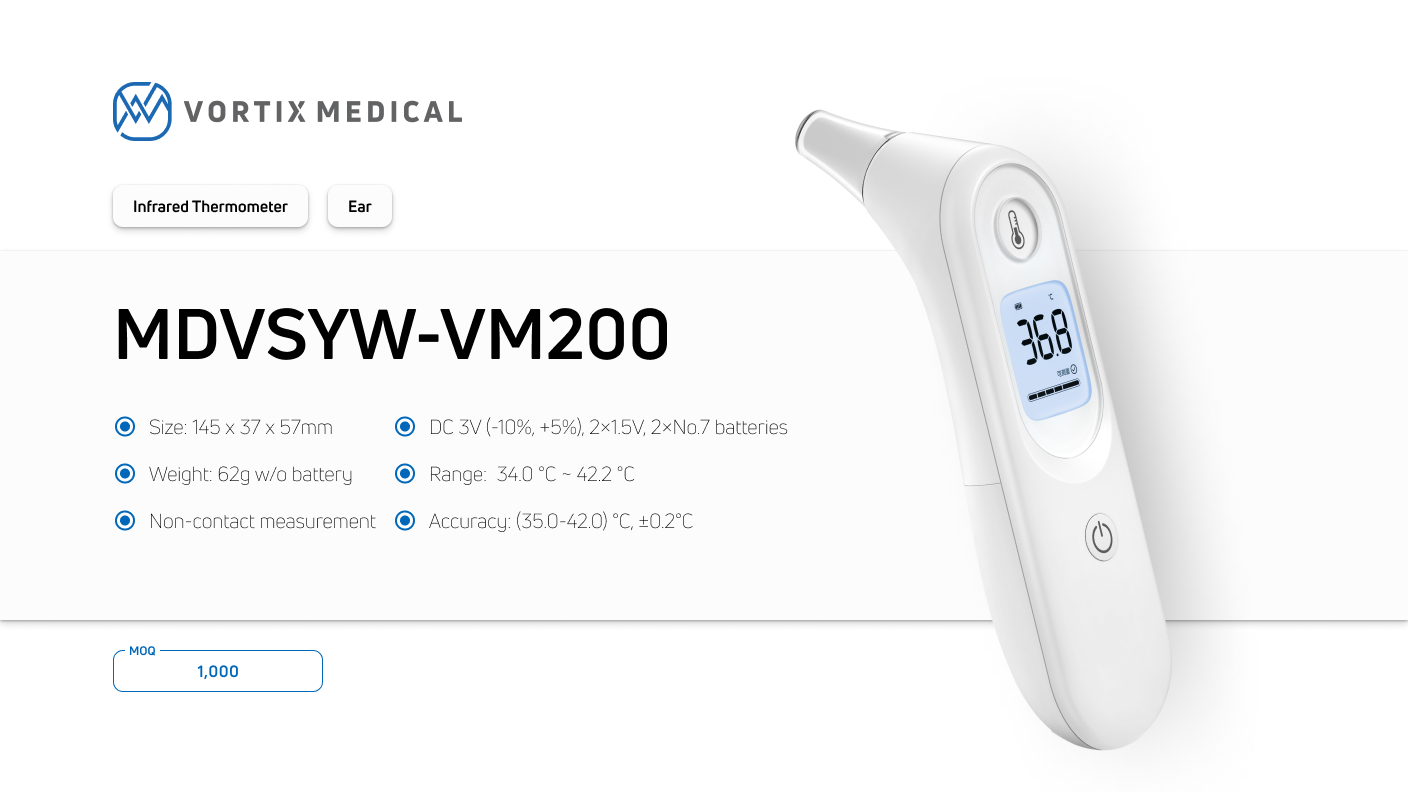 VORTIX MEDICAL
Infrared Thermometer
Ear
MDVSYW-VM200
Size: 145 x 37 x 57mm
DC 3V (-10%, +5%), 2×1.5V, 2×No.7 batteries
Weight: 62g w/o battery
Range: 34.0 °C ~ 42.2 °C
Non-contact measurement
Accuracy: (35.0-42.0) °C, ±0.2°C
MOQ
1,000
°C
36.8